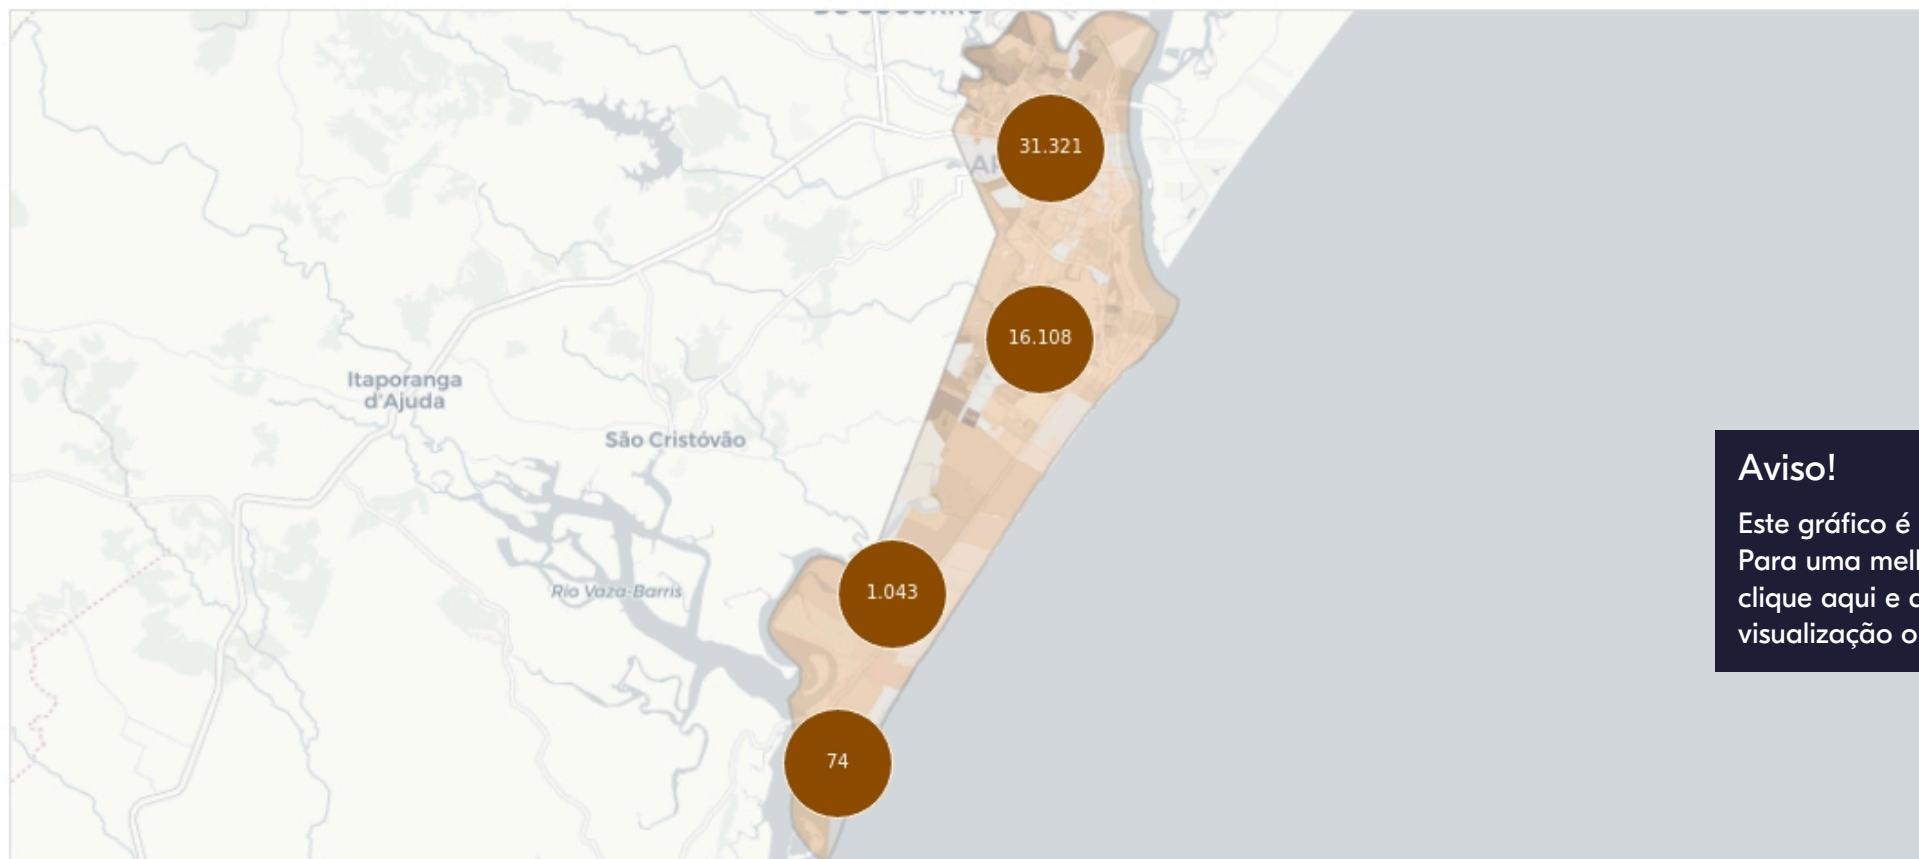 31.321
16.108
Itaporanga
d'Ajuda
São Cristóvão
Aviso!
Este gráfico é
Para uma
clique aqui e
visualização
Rio Vaza-Barris
1.043
74